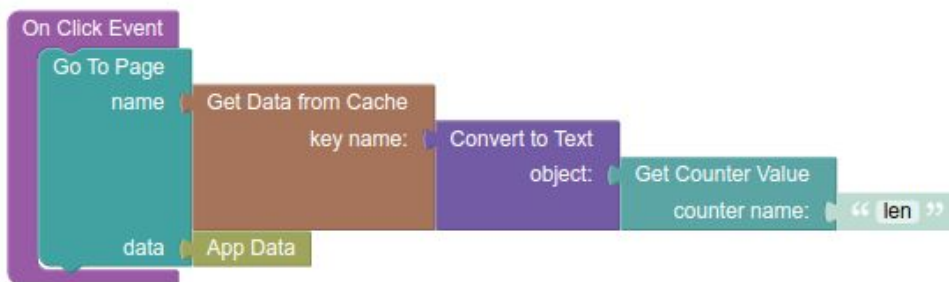 On Click Event
Go To Page
name Get Data from Cache
key name: Convert to Text
object: Get Counter Value
counter name: “ len ”
data App Data